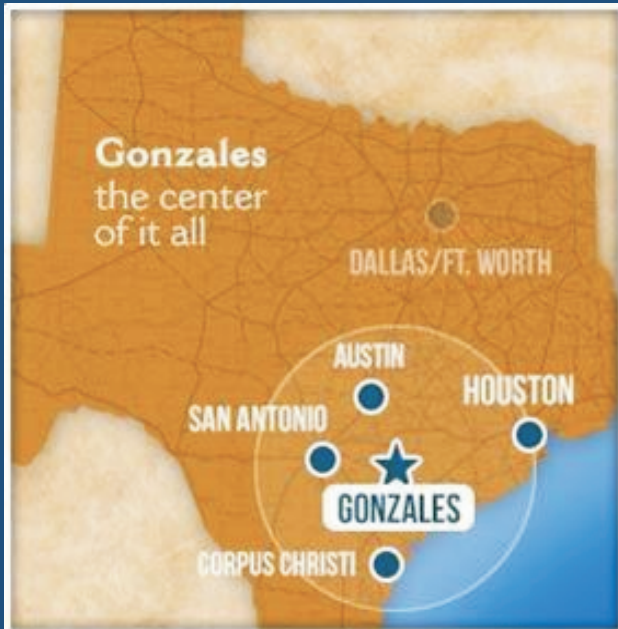 Gonzales
the center
of it all
DALLAS/FT. WORTH
AUSTIN
HOUSTON
SAN ANTONIO
GONZALES
CORPUS CHRISTI